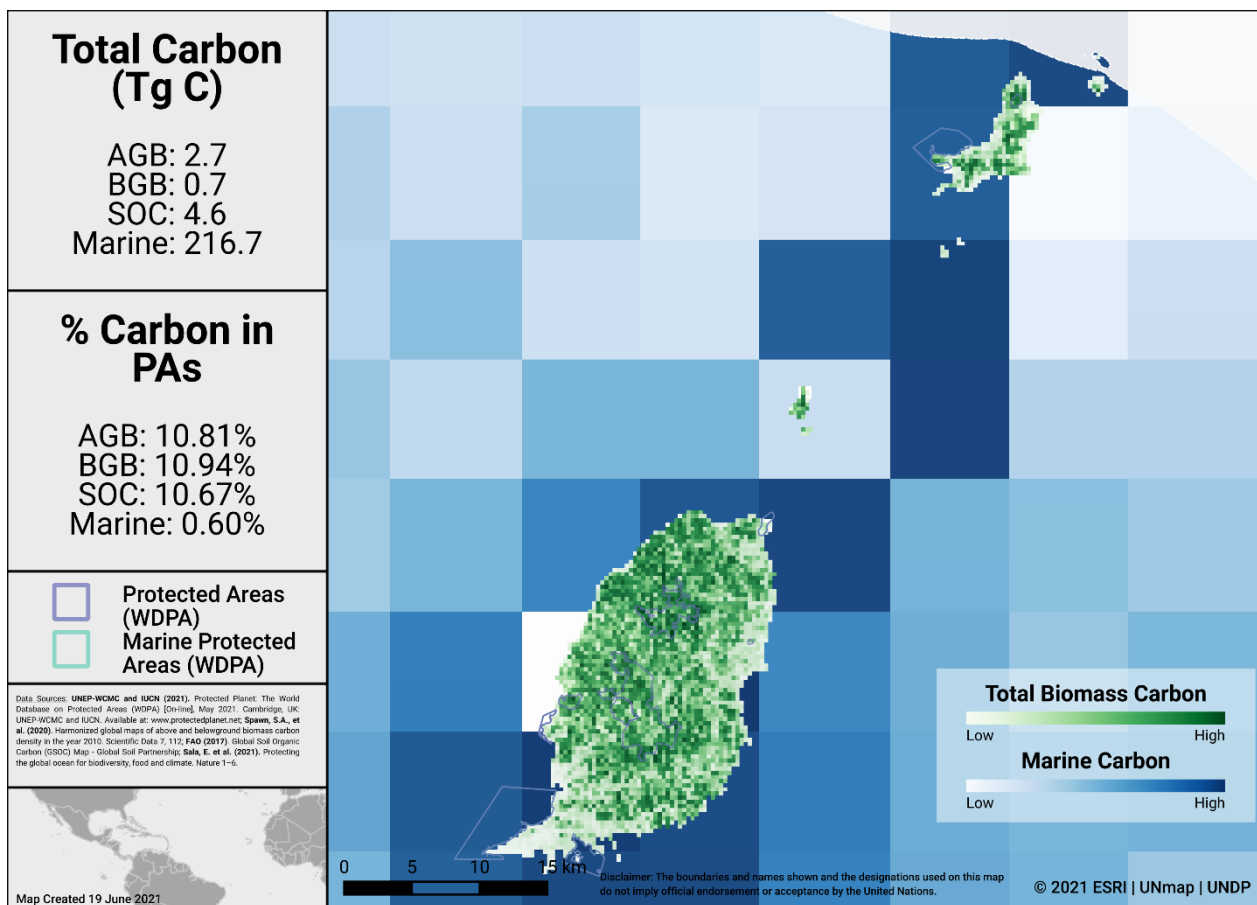 Total Carbon
(Tg C)
AGB: 2.7
BGB: 0.7
SOC: 4.6
Marine: 216.7
% Carbon in
PAs
AGB: 10.81%
BGB: 10.94%
SOC: 10.67%
Marine: 0.60%
Protected Areas
(WDPA)
Marine Protected
Areas (WDPA)
Data Sources: UNEP-WCMC and IUCN (2021). Protected Planet: The World
Database on Protected Areas (WDPA) [On-line], May 2021. Cambridge, UK:
UNEP-WCMC and IUCN. Available at: www.protectedplanet.net; Spawn, S.A., et
al. (2020). Harmonized global maps of above and belowground biomass carbon
density in the year 2010. Scientific Data 7, 112; FAO (2017). Global Soil Organic
Carbon (GSOC) Map - Global Soil Partnership; Sala, E. et al. (2021). Protecting
the global ocean for biodiversity, food and climate. Nature 1–6.
Map Created 19 June 2021
Total Biomass Carbon
Low High
Marine Carbon
Low High
0 5 10 15 km
Disclaimer: The boundaries and names shown and the designations used on this map
do not imply official endorsement or acceptance by the United Nations.
© 2021 ESRI | UNmap | UNDP